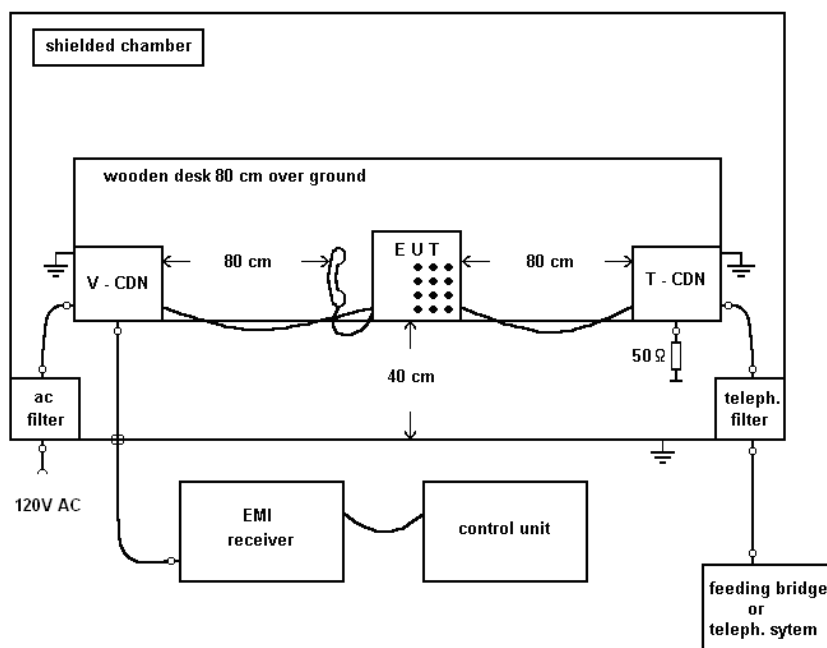 shielded chamber
wooden desk 80 cm over ground
V - CDN
80 cm
E U T
80 cm
T - CDN
50 Ω
40 cm
ac
filter
teleph.
filter
120V AC
EMI
receiver
control unit
feeding bridge
or
teleph. sytem